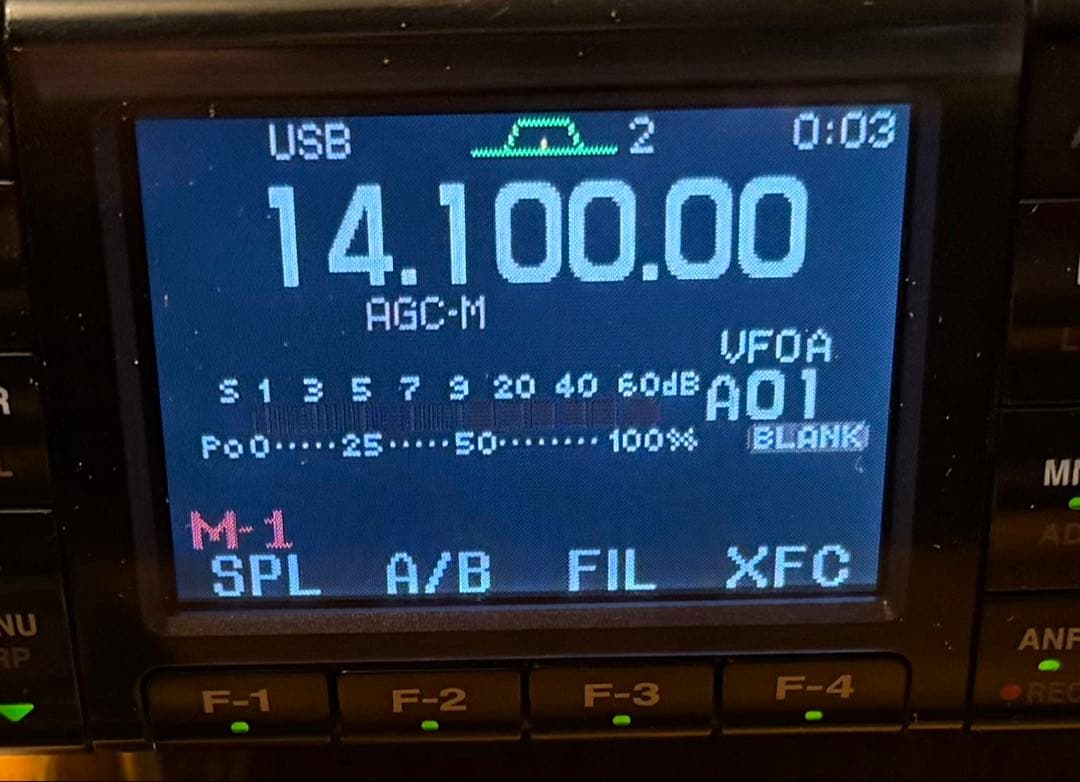 USB 2 0:03
14.100.00
AGC-M
VFOA
S 1 3 5 7 9 20 40 60dB A01
Po0·····25·····50········100% BLANK
M-1
SPL A/B FIL XFC
F-1 F-2 F-3 F-4
ANF
REC